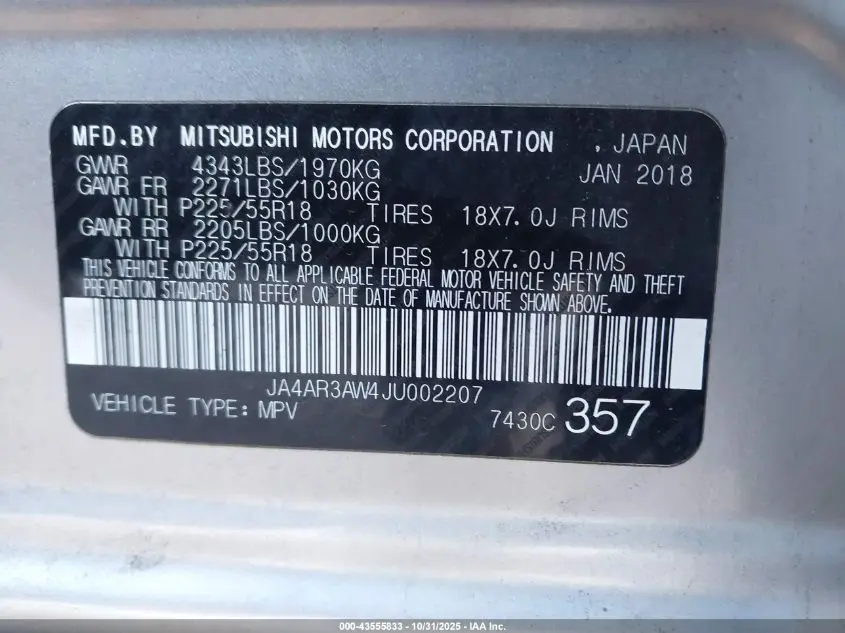 MFD.BY MITSUBISHI MOTORS CORPORATION , JAPAN
GVWR 4343LBS/1970KG JAN 2018
GAWR FR 2271LBS/1030KG
WITH P225/55R18 TIRES 18X7.0J RIMS
GAWR RR 2205LBS/1000KG
WITH P225/55R18 TIRES 18X7.0J RIMS
THIS VEHICLE CONFORMS TO ALL APPLICABLE FEDERAL MOTOR VEHICLE SAFETY AND THEFT
PREVENTION STANDARDS IN EFFECT ON THE DATE OF MANUFACTURE SHOWN ABOVE.
JA4AR3AW4JU002207
VEHICLE TYPE: MPV 7430C 357
000-43555833 - 10/31/2025 - IAA Inc.